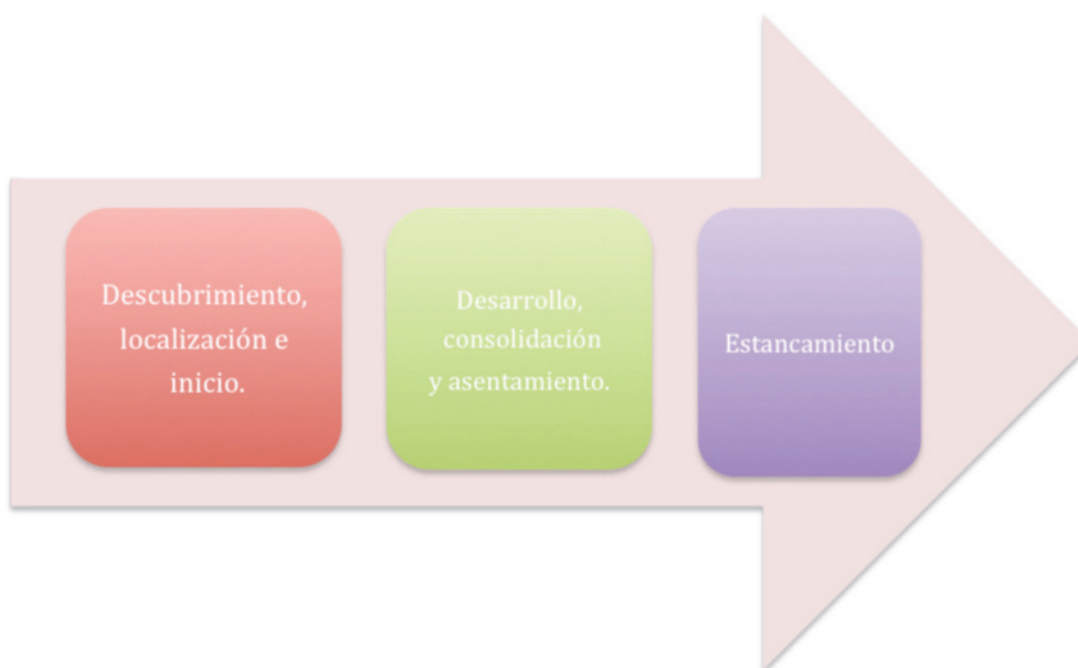 Descubrimiento,
localización e
inicio.
Desarrollo,
consolidación
y asentamiento.
Estancamiento